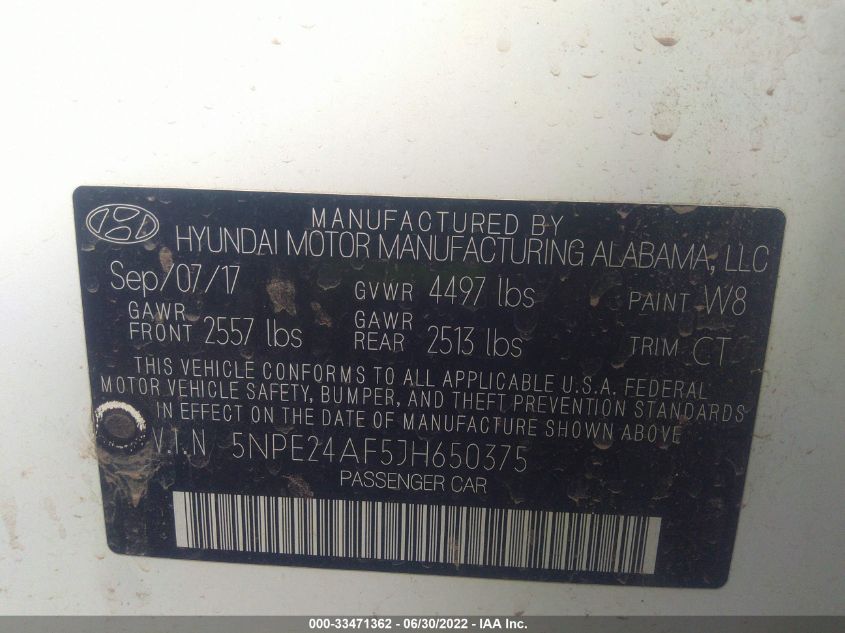 MANUFACTURED BY
HYUNDAI MOTOR MANUFACTURING ALABAMA, LLC
Sep/07/17 GVWR 4497 lbs PAINT W8
GAWR FRONT 2557 lbs GAWR REAR 2513 lbs TRIM CT
THIS VEHICLE CONFORMS TO ALL APPLICABLE U.S.A. FEDERAL
MOTOR VEHICLE SAFETY, BUMPER, AND THEFT PREVENTION STANDARDS
IN EFFECT ON THE DATE OF MANUFACTURE SHOWN ABOVE
V.I.N 5NPE24AF5JH650375
PASSENGER CAR
000-33471362 - 06/30/2022 - IAA Inc.